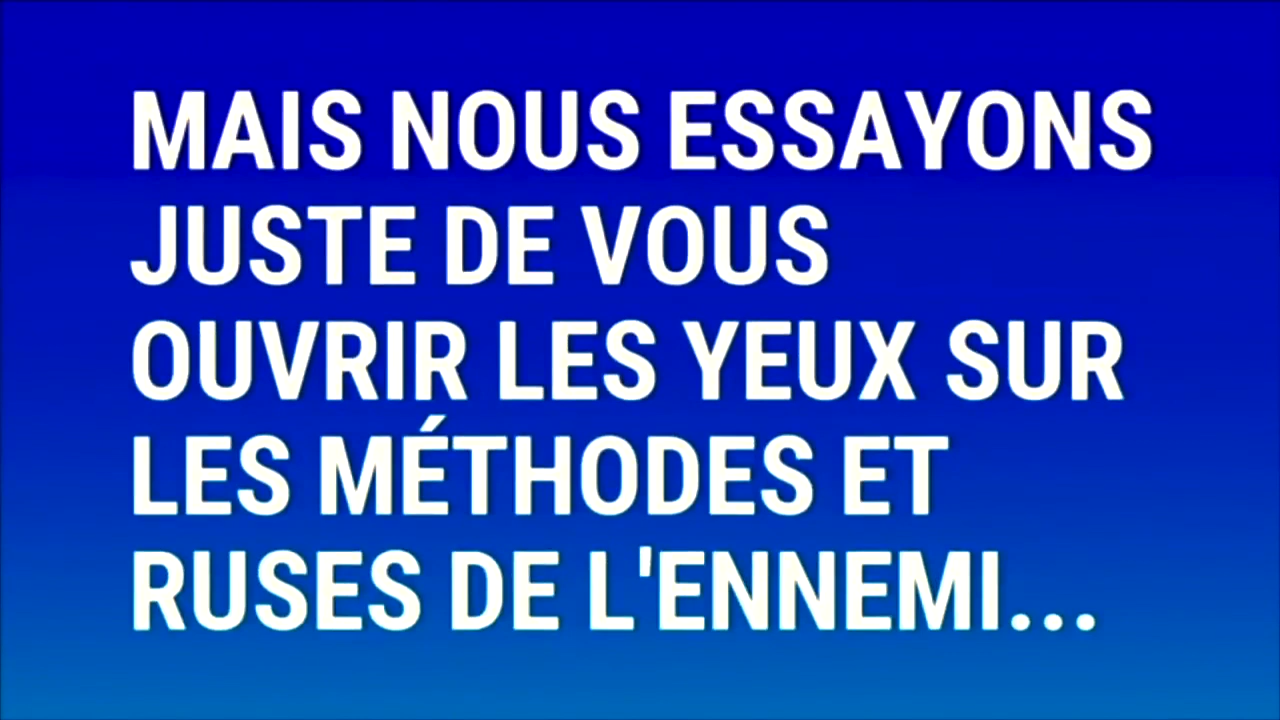 MAIS NOUS ESSAYONS
JUSTE DE VOUS
OUVRIR LES YEUX SUR
LES MÉTHODES ET
RUSES DE L'ENNEMI...